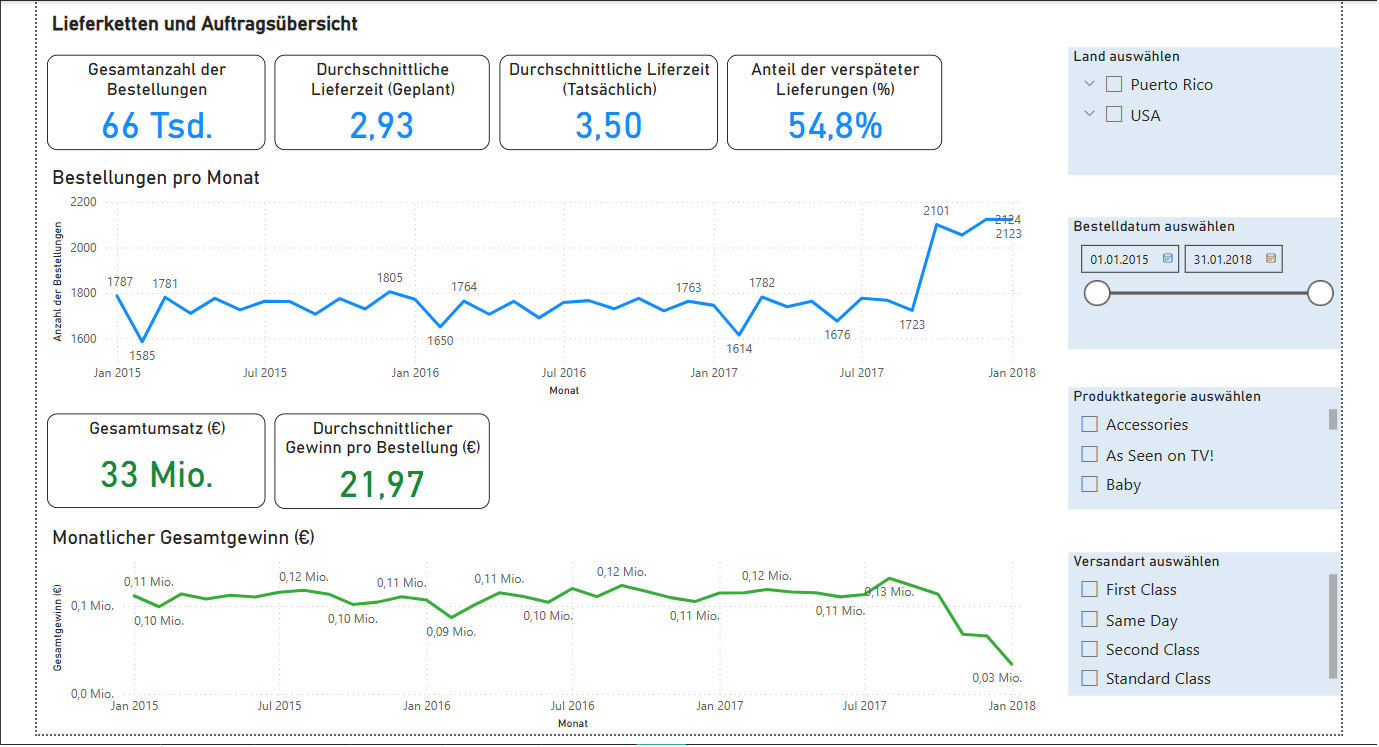 Lieferketten und Auftragsübersicht
Gesamtanzahl der
Bestellungen
66 Tsd.
Durchschnittliche
Lieferzeit (Geplant)
2,93
Durchschnittliche Liferzeit
(Tatsächlich)
3,50
Anteil der verspäteter
Lieferungen (%)
54,8%
Bestellungen pro Monat
Anzahl der Bestellungen
2200
2000
1800
1600
1787
1585
1781
1805
1650
1764
1763
1614
1782
1676
1723
2101
2124
2123
Jan 2015
Jul 2015
Jan 2016
Jul 2016
Jan 2017
Jul 2017
Jan 2018
Monat
Gesamtumsatz (€)
33 Mio.
Durchschnittlicher
Gewinn pro Bestellung (€)
21,97
Monatlicher Gesamtgewinn (€)
Gesamtgewinn (€)
0,1 Mio.
0,0 Mio.
0,11 Mio.
0,10 Mio.
0,12 Mio.
0,10 Mio.
0,11 Mio.
0,09 Mio.
0,11 Mio.
0,10 Mio.
0,12 Mio.
0,11 Mio.
0,12 Mio.
0,11 Mio.
0,13 Mio.
0,03 Mio.
Jan 2015
Jul 2015
Jan 2016
Jul 2016
Jan 2017
Jul 2017
Jan 2018
Monat
Land auswählen
Puerto Rico
USA
Bestelldatum auswählen
01.01.2015
31.01.2018
Produktkategorie auswählen
Accessories
As Seen on TV!
Baby
Versandart auswählen
First Class
Same Day
Second Class
Standard Class